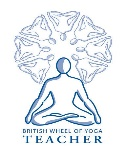 BRITISH WHEEL OF YOGA
TEACHER